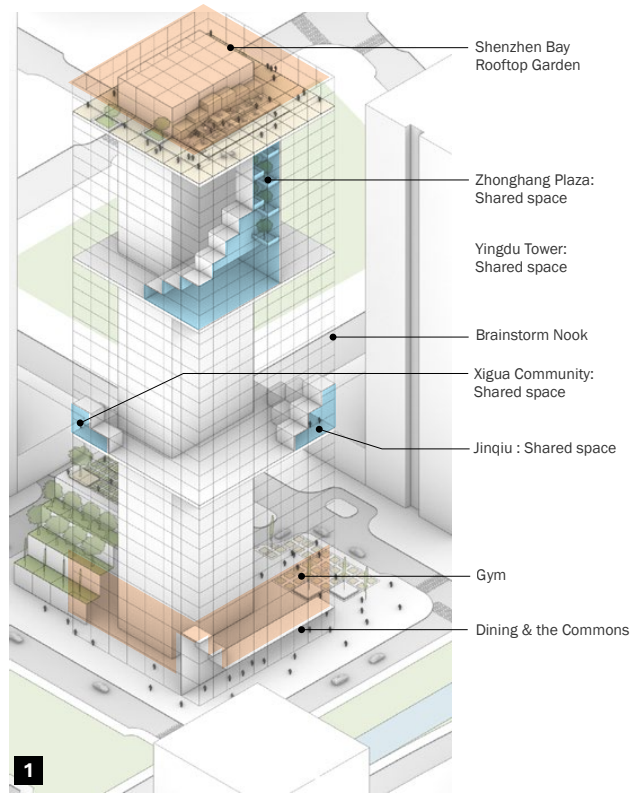 Shenzhen Bay
Rooftop Garden
Zhonghang Plaza:
Shared space
Yingdu Tower:
Shared space
Brainstorm Nook
Xigua Community:
Shared space
Jinqiu : Shared space
Gym
Dining & the Commons
1